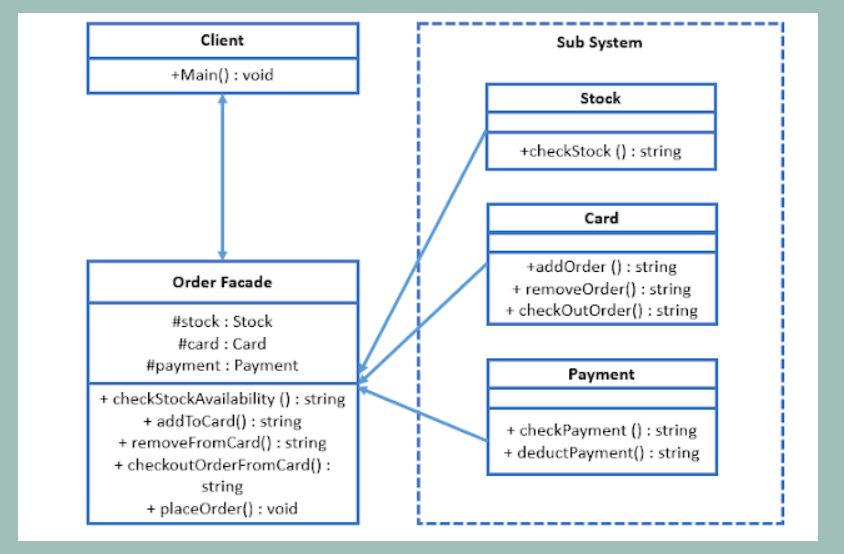 Client
+Main() : void
Order Facade
#stock : Stock
#card : Card
#payment : Payment
+ checkStockAvailability () : string
+ addToCard() : string
+ removeFromCard() : string
+ checkoutOrderFromCard() :
string
+ placeOrder() : void
Sub System
Stock
+checkStock () : string
Card
+addOrder () : string
+ removeOrder() : string
+ checkOutOrder() : string
Payment
+ checkPayment () : string
+ deductPayment() : string